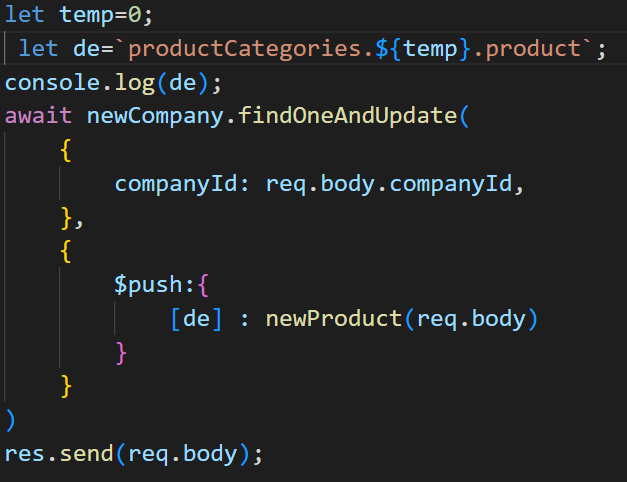 let temp=0;
let de=`productCategories.${temp}.product`;
console.log(de);
await newCompany.findOneAndUpdate(
{
companyId: req.body.companyId,
},
{
$push:{
[de] : newProduct(req.body)
}
}
)
res.send(req.body);